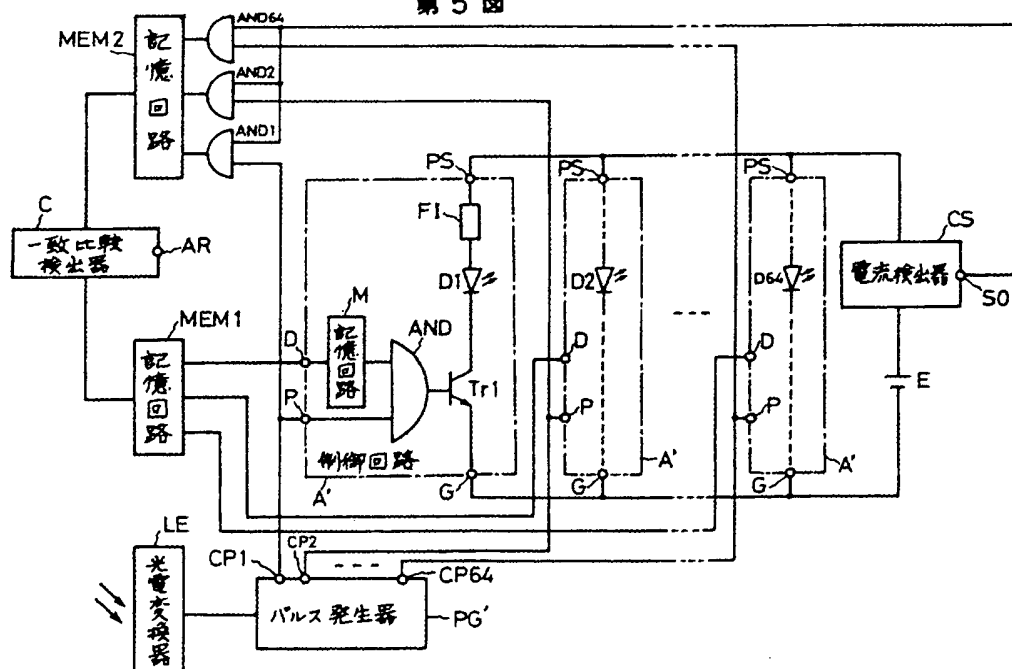 第5図
AND64
MEM2
記憶回路
AND2
AND1
PS
PS
PS
C
FI
CS
一致比較
検出器
AR
D1
D2
D64
電流検出器
SO
MEM1
M
AND
D
記憶回路
D
D
E
記憶回路
Tr1
P
P
P
制御回路
A'
G
G
A'
G
A'
LE
CP1
CP2
CP64
光電変換器
パルス発生器
PG'